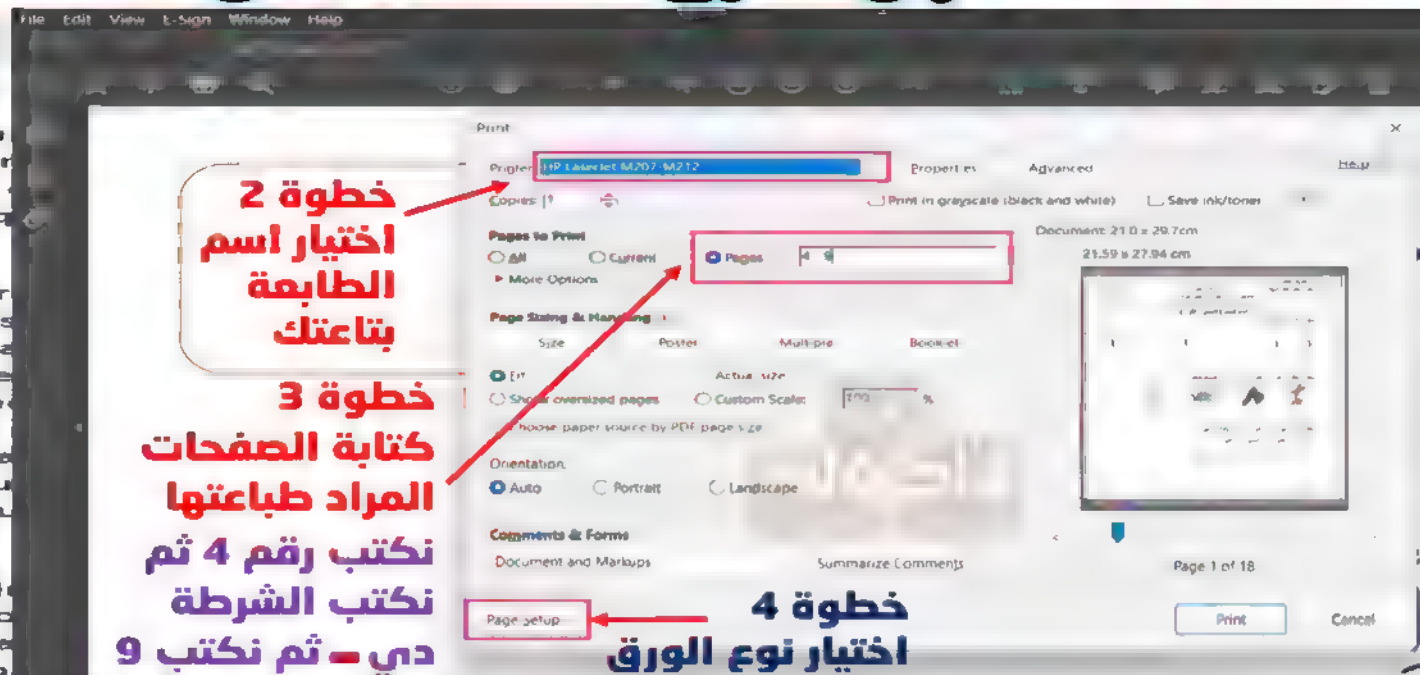 File Edit View E-Sign Window Help
Print
Printer: HP LaserJet M207-M212 Properties Advanced Help
Copies: 1 Print in grayscale (black and white) Save ink/toner
Pages to Print
All Current Pages 4 9
More Options
Document: 21.0 x 29.7cm
21.59 x 27.94 cm
Page Sizing & Handling
Size Poster Multiple Booklet
Fit Actual size
Shrink oversized pages Custom Scale: 100 %
Choose paper source by PDF page size
Orientation:
Auto Portrait Landscape
Comments & Forms
Document and Markups Summarize Comments
Page 1 of 18
Page Setup Print Cancel
خطوة 2
اختيار اسم
الطابعة
بتاعتك
خطوة 3
كتابة الصفحات
المراد طباعتها
نكتب رقم 4 ثم
نكتب الشرطة
دي - ثم نكتب 9
خطوة 4
اختيار نوع الورق